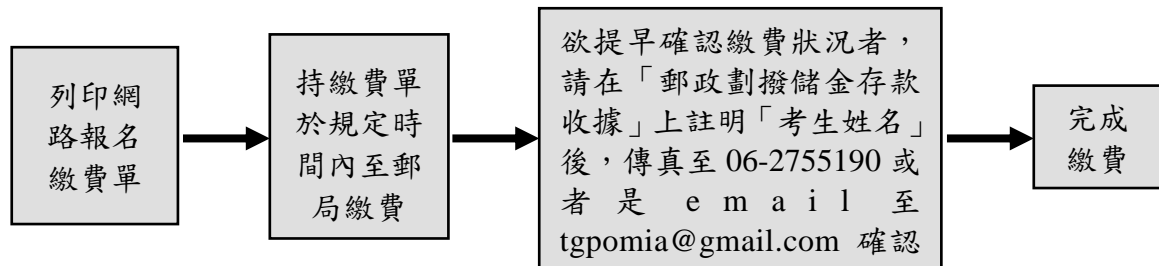 列印網
路報名
繳費單
持繳費單
於規定時
間內至郵
局繳費
欲提早確認繳費狀況者，
請在「郵政劃撥儲金存款
收據」上註明「考生姓名」
後，傳真至 06-2755190 或
者是 email 至
tgpomia@gmail.com 確認
完成
繳費